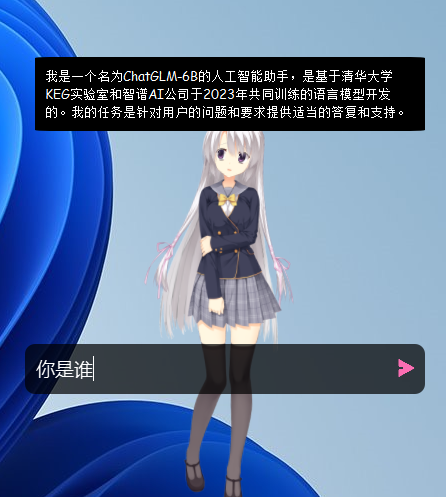 我是一个名为ChatGLM-6B的人工智能助手，是基于清华大学
KEG实验室和智谱AI公司于2023年共同训练的语言模型开发
的。我的任务是针对用户的问题和要求提供适当的答复和支持。
你是谁